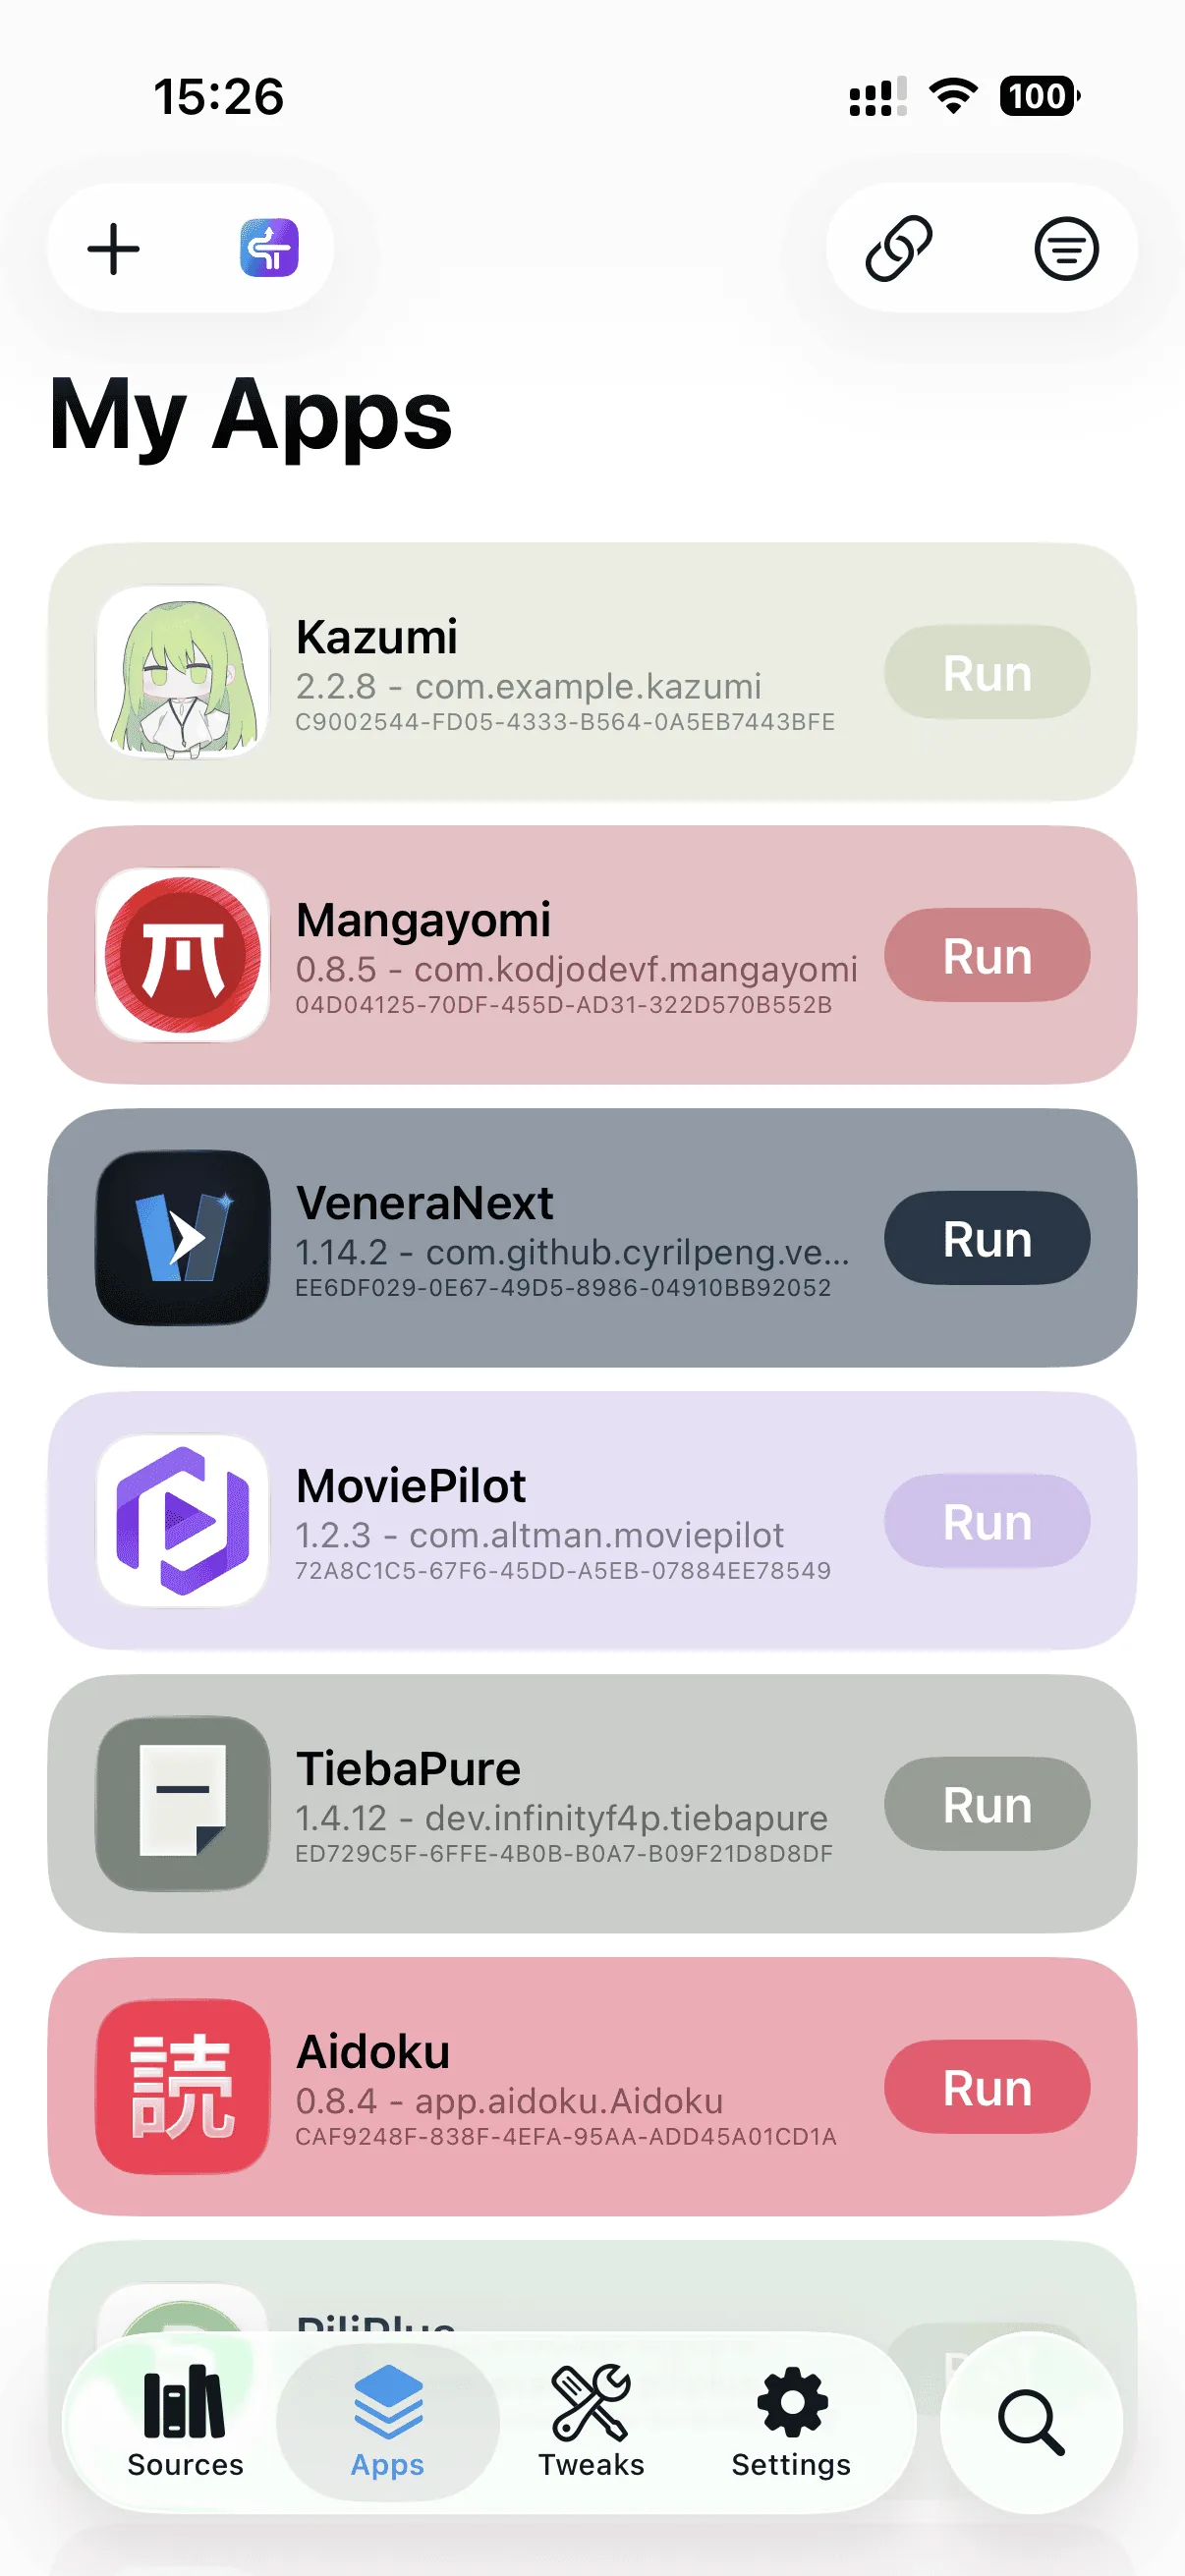 15:26
100
My Apps
Kazumi
2.2.8 - com.example.kazumi
C9002544-FD05-4333-B564-0A5EB7443BFE
Run
Mangayomi
0.8.5 - com.kodjodevf.mangayomi
04D04125-70DF-455D-AD31-322D570B552B
Run
VeneraNext
1.14.2 - com.github.cyrilpeng.ve...
EE6DF029-0E67-49D5-8986-04910BB92052
Run
MoviePilot
1.2.3 - com.altman.moviepilot
72A8C1C5-67F6-45DD-A5EB-07884EE78549
Run
TiebaPure
1.4.12 - dev.infinityf4p.tiebapure
ED729C5F-6FFE-4B0B-B0A7-B09F21D8D8DF
Run
読
Aidoku
0.8.4 - app.aidoku.Aidoku
CAF9248F-838F-4EFA-95AA-ADD45A01CD1A
Run
PiliPlus
Sources
Apps
Tweaks
Settings